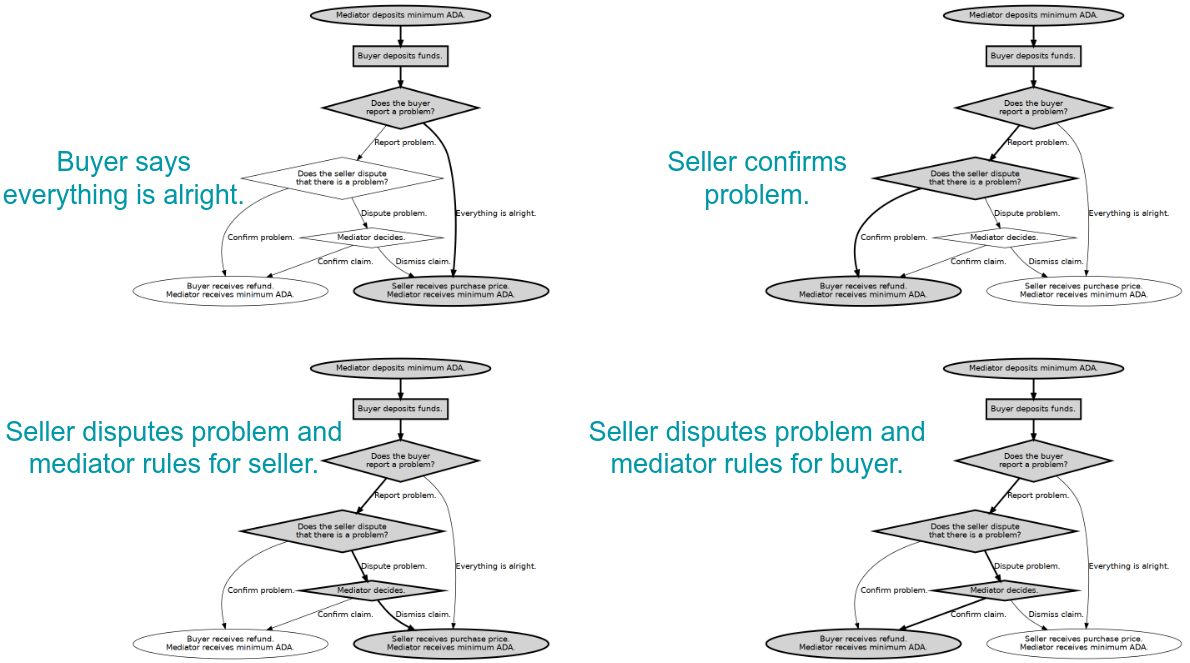 Mediator deposits minimum ADA.
Buyer deposits funds.
Does the buyer
report a problem?
Report problem.
Buyer says
everything is alright.
Does the seller dispute
that there is a problem?
Dispute problem.
Everything is alright.
Confirm problem.
Mediator decides.
Confirm claim.
Dismiss claim.
Buyer receives refund.
Mediator receives minimum ADA.
Seller receives purchase price.
Mediator receives minimum ADA.
Mediator deposits minimum ADA.
Buyer deposits funds.
Does the buyer
report a problem?
Report problem.
Seller confirms
problem.
Does the seller dispute
that there is a problem?
Dispute problem.
Everything is alright.
Confirm problem.
Mediator decides.
Confirm claim.
Dismiss claim.
Buyer receives refund.
Mediator receives minimum ADA.
Seller receives purchase price.
Mediator receives minimum ADA.
Mediator deposits minimum ADA.
Buyer deposits funds.
Seller disputes problem and
mediator rules for seller.
Does the buyer
report a problem?
Report problem.
Does the seller dispute
that there is a problem?
Dispute problem.
Everything is alright.
Confirm problem.
Mediator decides.
Confirm claim.
Dismiss claim.
Buyer receives refund.
Mediator receives minimum ADA.
Seller receives purchase price.
Mediator receives minimum ADA.
Mediator deposits minimum ADA.
Buyer deposits funds.
Seller disputes problem and
mediator rules for buyer.
Does the buyer
report a problem?
Report problem.
Does the seller dispute
that there is a problem?
Dispute problem.
Everything is alright.
Confirm problem.
Mediator decides.
Confirm claim.
Dismiss claim.
Buyer receives refund.
Mediator receives minimum ADA.
Seller receives purchase price.
Mediator receives minimum ADA.